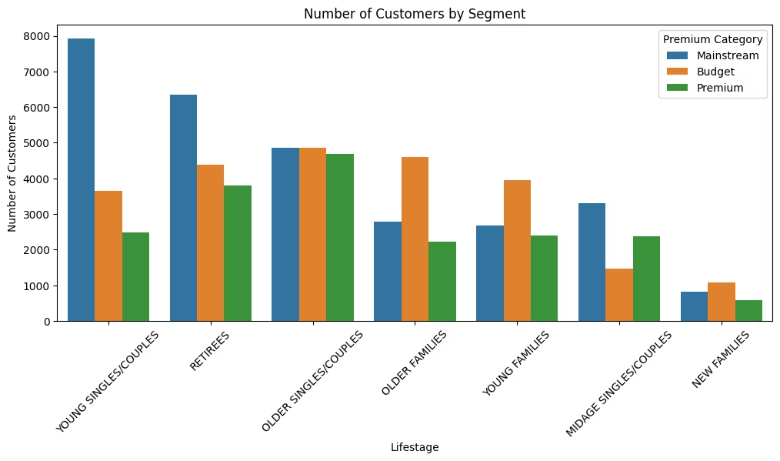 Number of Customers by Segment
Premium Category
Mainstream
Budget
Premium
Number of Customers
8000
7000
6000
5000
4000
3000
2000
1000
0
YOUNG SINGLES/COUPLES
RETIREES
OLDER SINGLES/COUPLES
OLDER FAMILIES
YOUNG FAMILIES
MIDAGE SINGLES/COUPLES
NEW FAMILIES
Lifestage